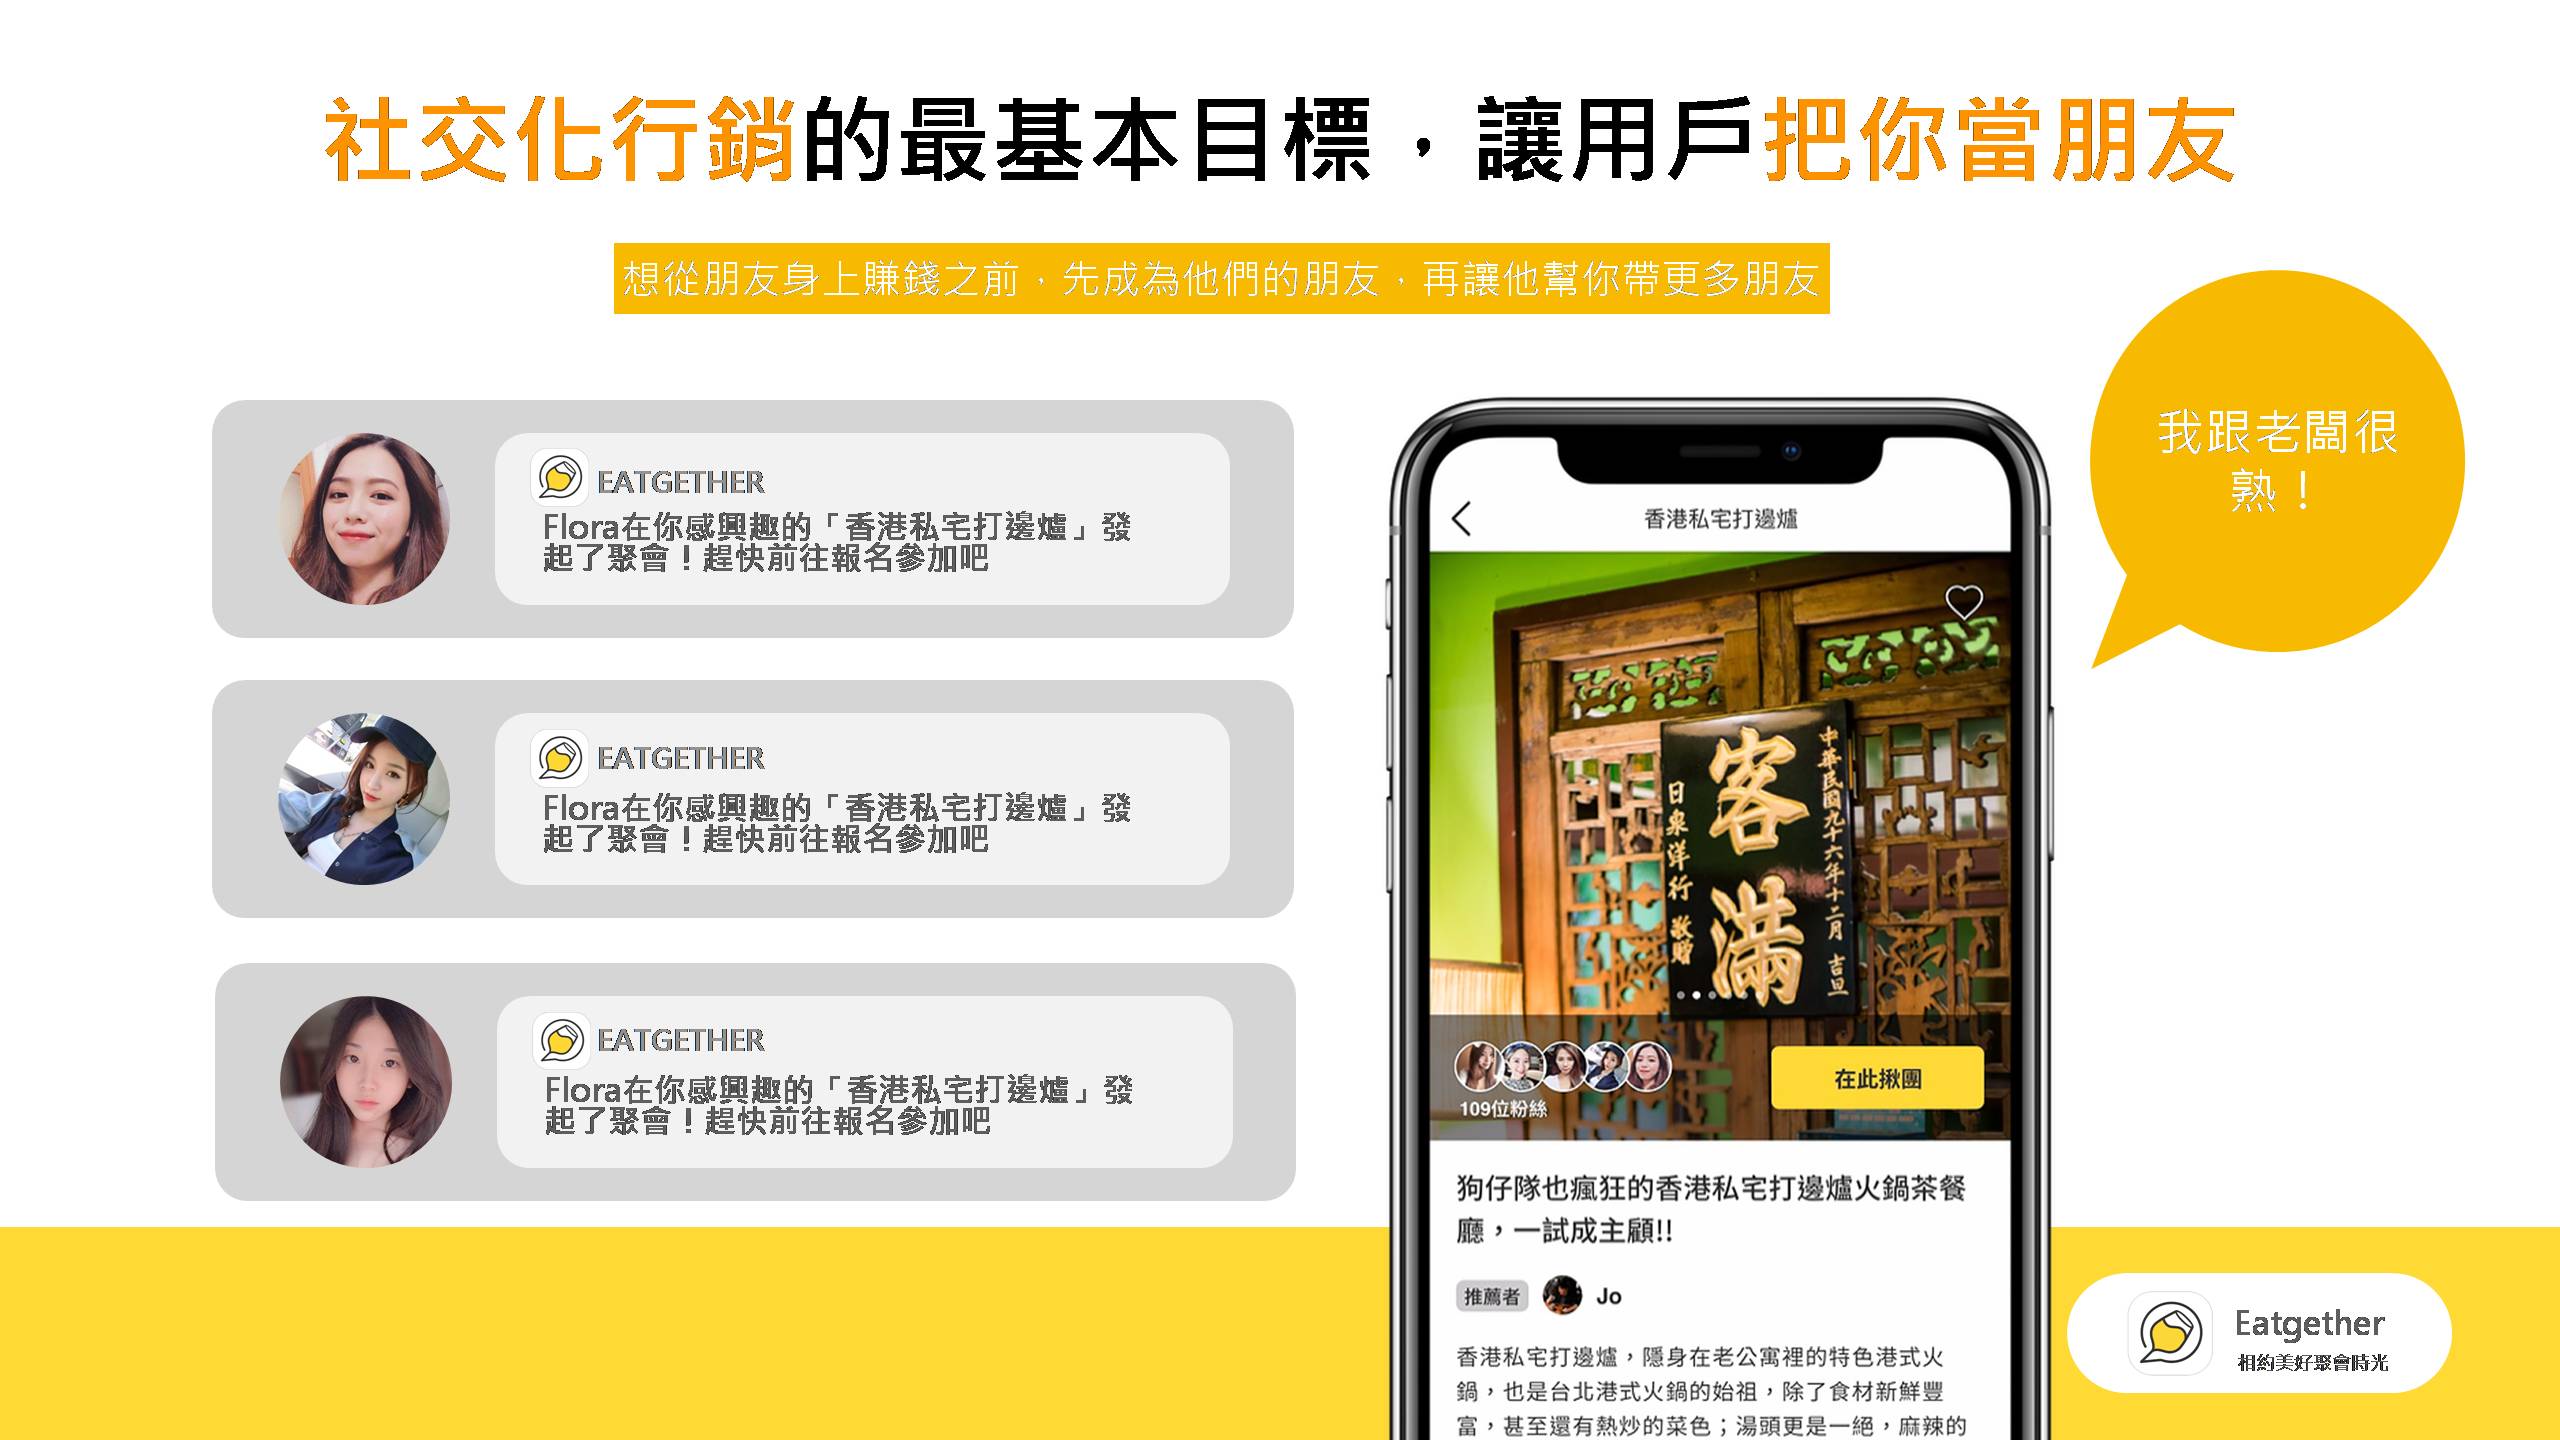 社交化行銷的最基本目標，讓用戶把你當朋友
想從朋友身上賺錢之前，先成為他們的朋友，再讓他幫你帶更多朋友
EATGETHER
Flora在你感興趣的「香港私宅打邊爐」發
起了聚會！趕快前往報名參加吧
EATGETHER
Flora在你感興趣的「香港私宅打邊爐」發
起了聚會！趕快前往報名參加吧
EATGETHER
Flora在你感興趣的「香港私宅打邊爐」發
起了聚會！趕快前往報名參加吧
我跟老闆很
熟！
香港私宅打邊爐
中華民國九十六年十二月 吉旦
客滿
日泉洋行 敬贈
109位粉絲
在此揪團
狗仔隊也瘋狂的香港私宅打邊爐火鍋茶餐
廳，一試成主顧!!
推薦者 Jo
香港私宅打邊爐，隱身在老公寓裡的特色港式火
鍋，也是台北港式火鍋的始祖，除了食材新鮮豐
富，甚至還有熱炒的菜色；湯頭更是一絕，麻辣的
Eatgether
相約美好聚會時光